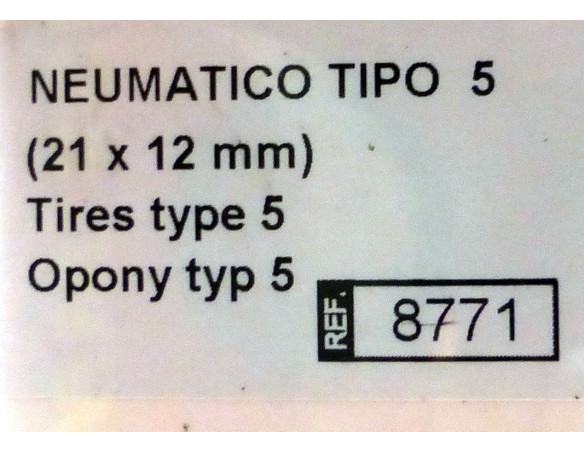 NEUMATICO TIPO 5
(21 x 12 mm)
Tires type 5
Opony typ 5
REF. 8771